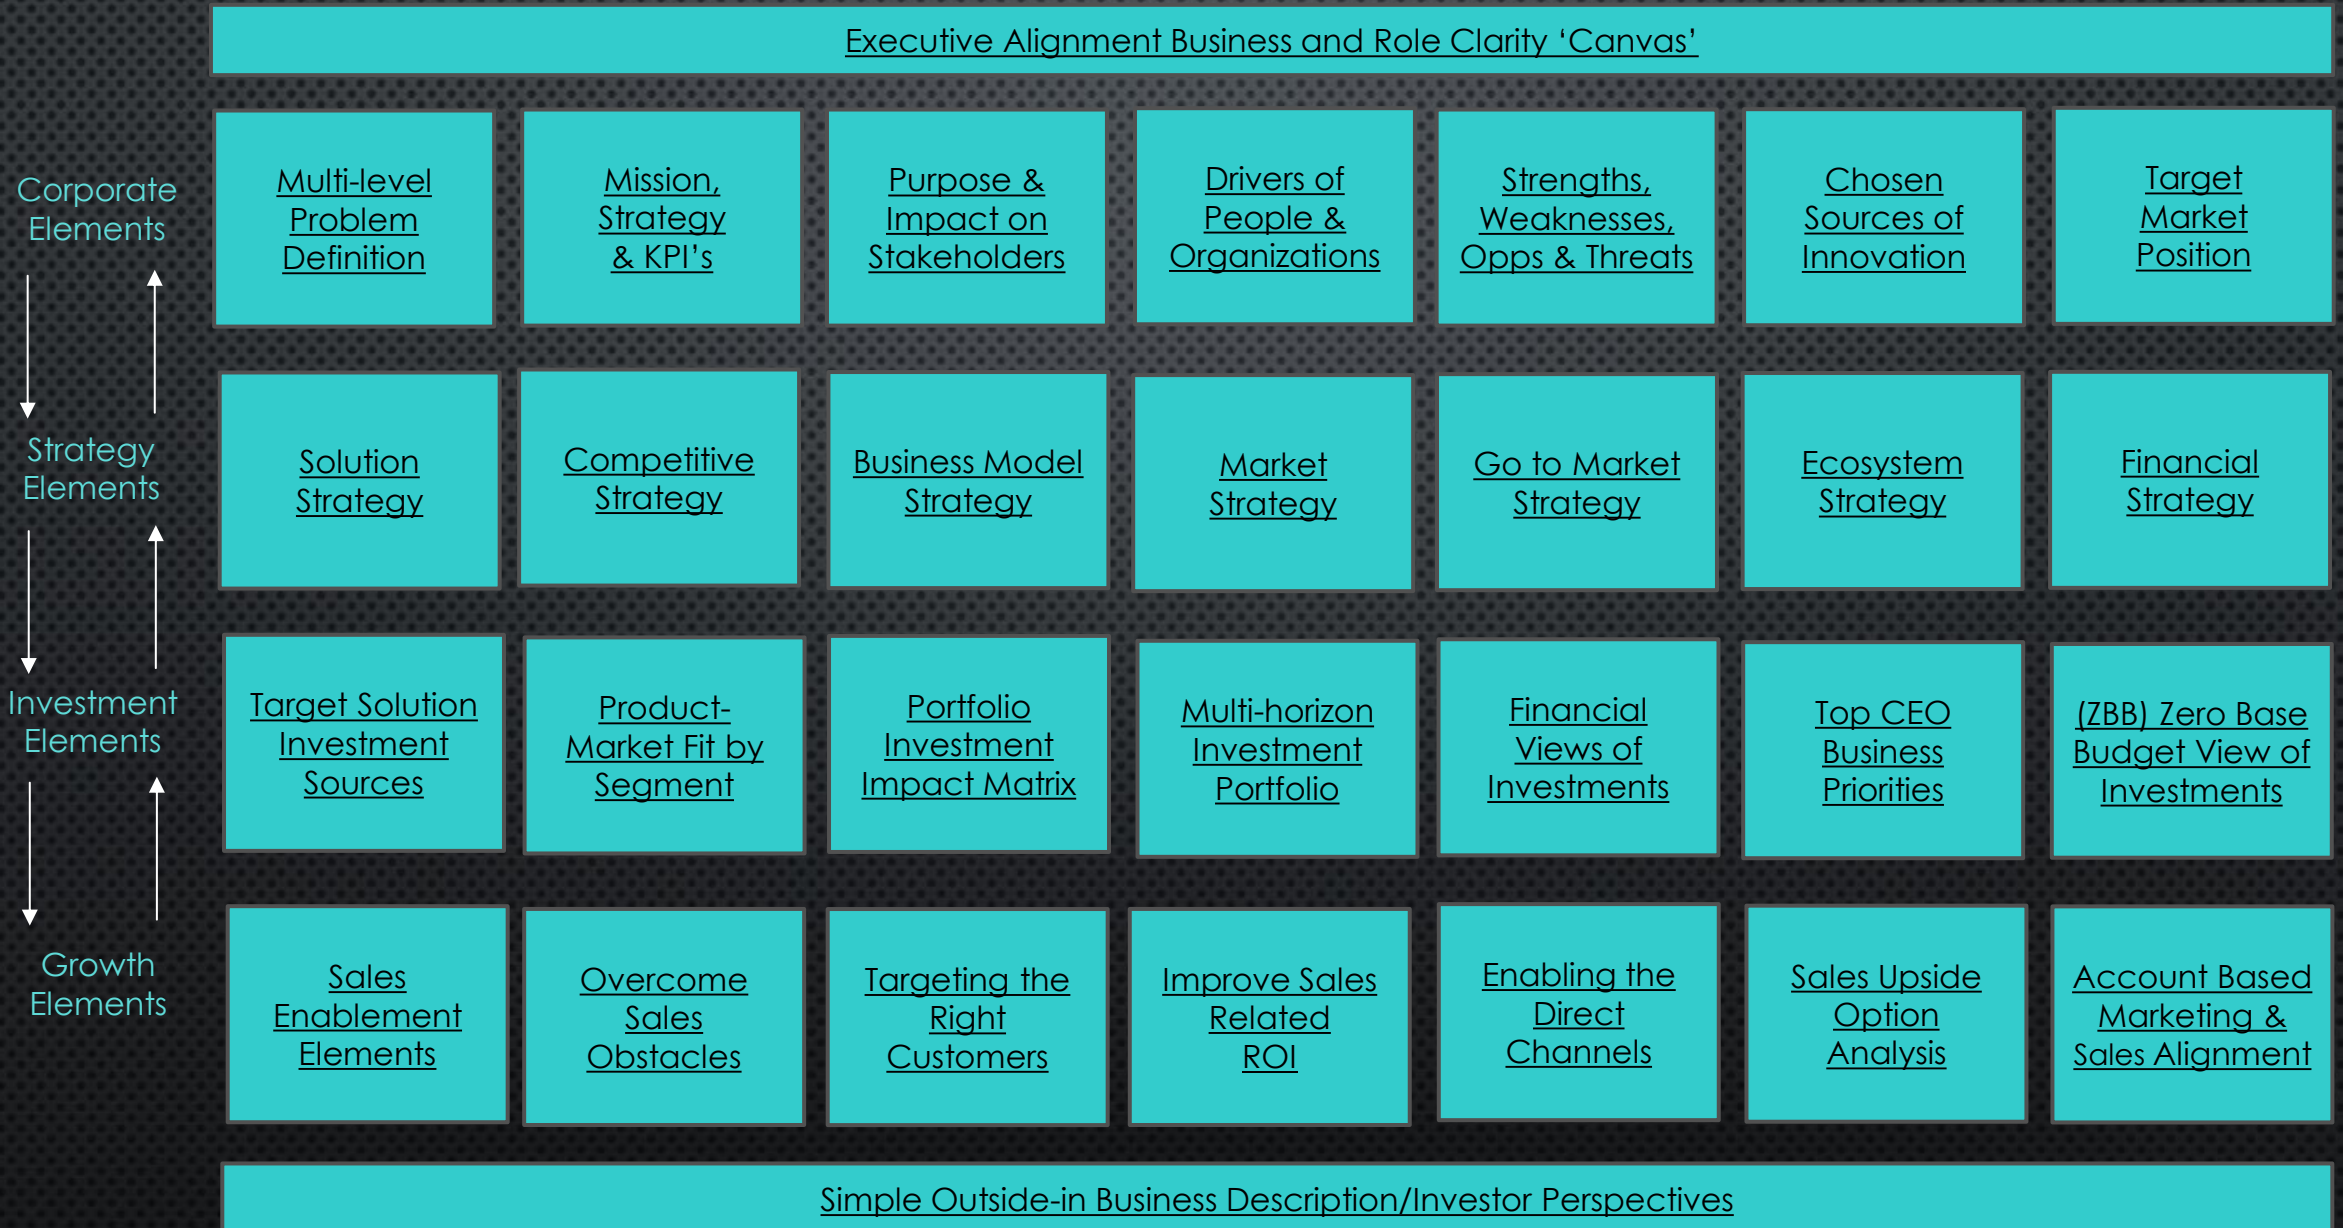 Executive Alignment Business and Role Clarity ‘Canvas’
Corporate
Elements
Multi-level
Problem
Definition
Mission,
Strategy
& KPI’s
Purpose &
Impact on
Stakeholders
Drivers of
People &
Organizations
Strengths,
Weaknesses,
Opps & Threats
Chosen
Sources of
Innovation
Target
Market
Position
Strategy
Elements
Solution
Strategy
Competitive
Strategy
Business Model
Strategy
Market
Strategy
Go to Market
Strategy
Ecosystem
Strategy
Financial
Strategy
Investment
Elements
Target Solution
Investment
Sources
Product-
Market Fit by
Segment
Portfolio
Investment
Impact Matrix
Multi-horizon
Investment
Portfolio
Financial
Views of
Investments
Top CEO
Business
Priorities
(ZBB) Zero Base
Budget View of
Investments
Growth
Elements
Sales
Enablement
Elements
Overcome
Sales
Obstacles
Targeting the
Right
Customers
Improve Sales
Related
ROI
Enabling the
Direct
Channels
Sales Upside
Option
Analysis
Account Based
Marketing &
Sales Alignment
Simple Outside-in Business Description/Investor Perspectives